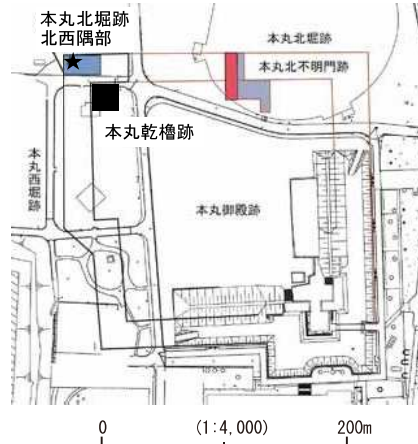 本丸北堀跡
北西隅部
本丸北堀跡
本丸北不明門跡
本丸乾櫓跡
本丸西堀跡
本丸御殿跡
0 (1:4,000) 200m